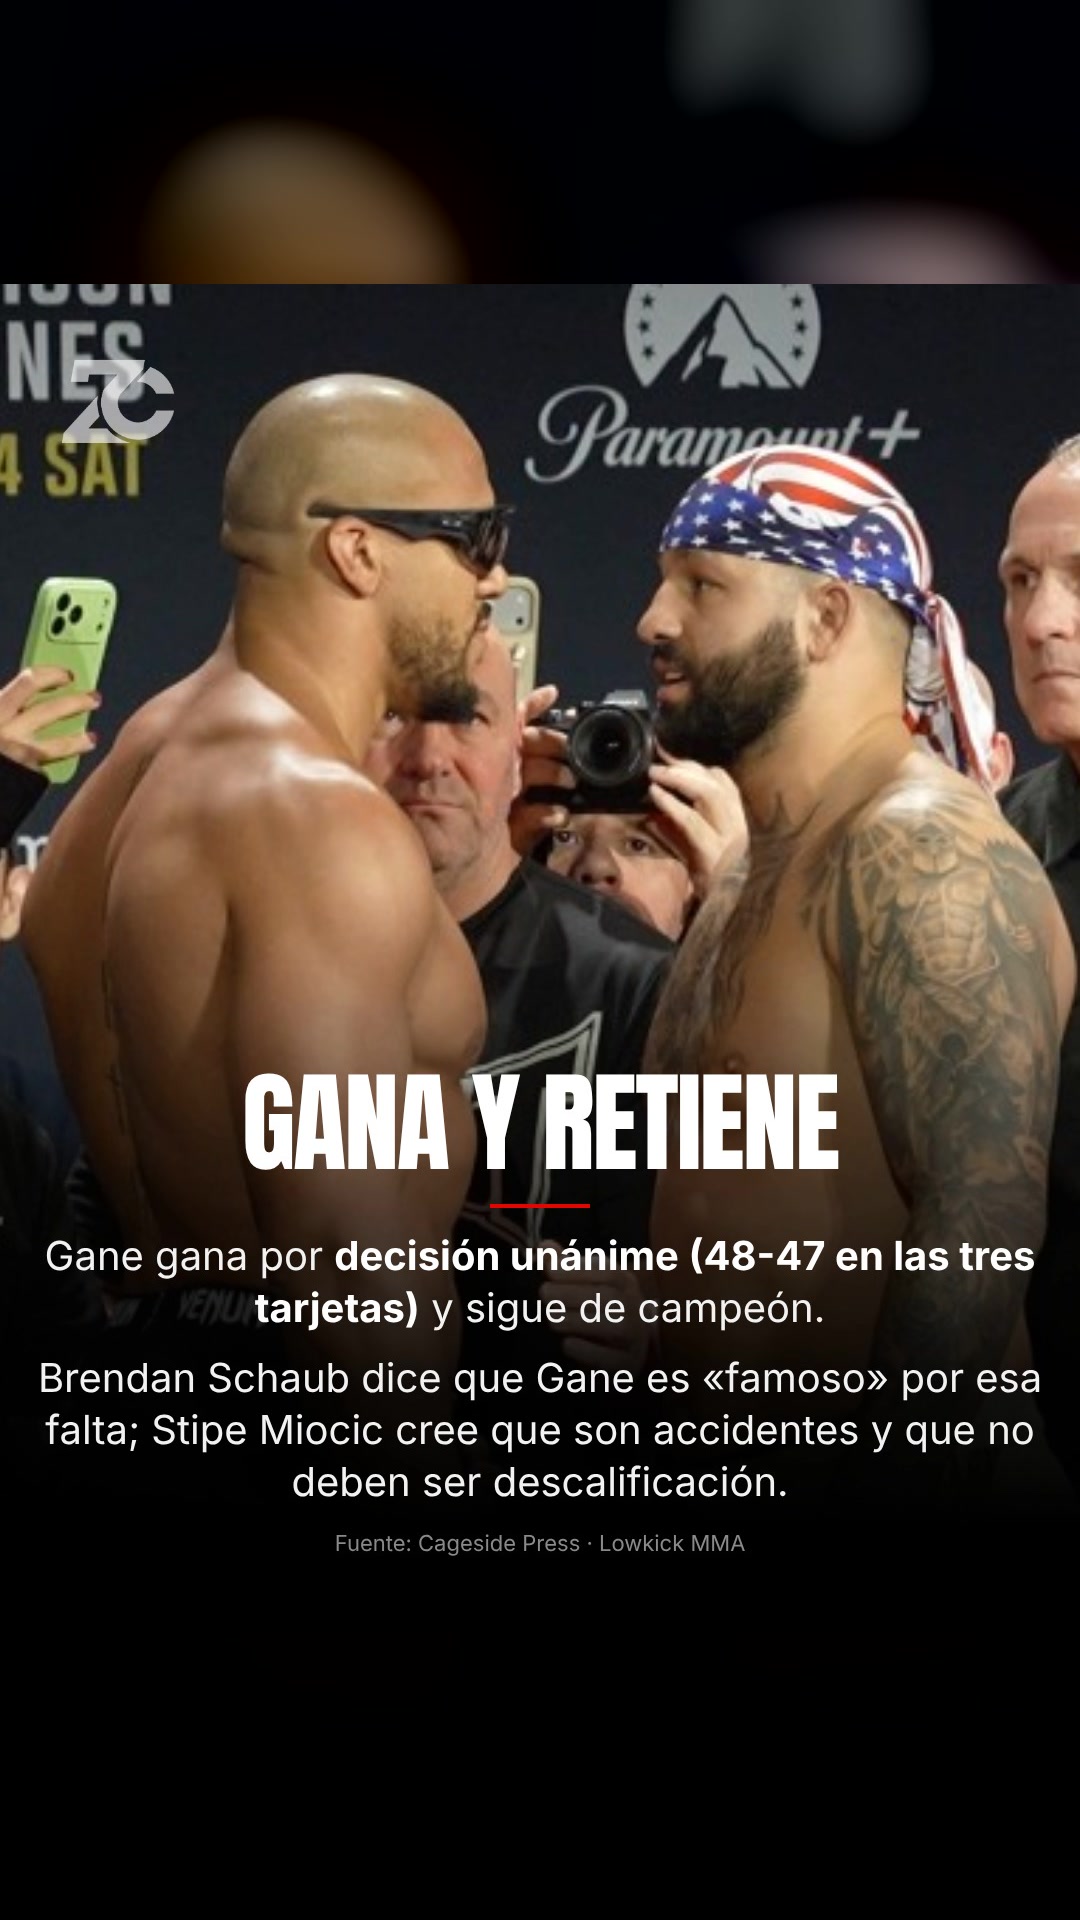 NES
ZC
4 SAT
Paramount+
GANA Y RETIENE
Gane gana por decisión unánime (48-47 en las tres
tarjetas) y sigue de campeón.
VENUM
Brendan Schaub dice que Gane es «famoso» por esa
falta; Stipe Miocic cree que son accidentes y que no
deben ser descalificación.
Fuente: Cageside Press · Lowkick MMA